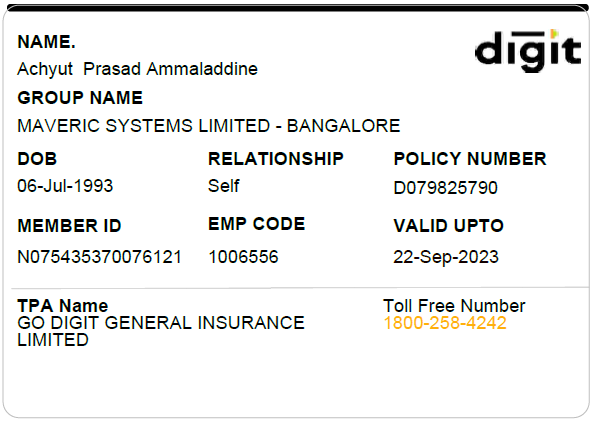 NAME.
digit
Achyut Prasad Ammaladdine
GROUP NAME
MAVERIC SYSTEMS LIMITED - BANGALORE
DOB RELATIONSHIP POLICY NUMBER
06-Jul-1993 Self D079825790
MEMBER ID EMP CODE VALID UPTO
N075435370076121 1006556 22-Sep-2023
TPA Name Toll Free Number
GO DIGIT GENERAL INSURANCE 1800-258-4242
LIMITED